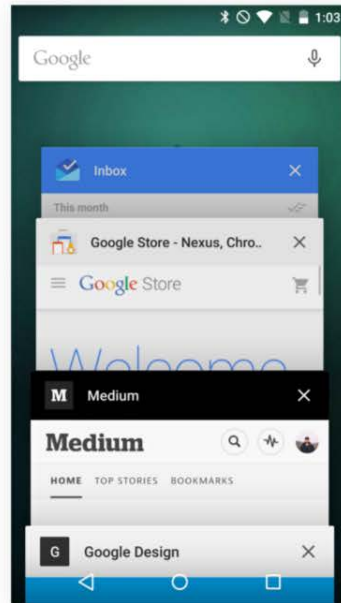 1:03
Google
Inbox
This month
Google Store - Nexus, Chro..
Google Store
Welcome
M Medium
Medium
HOME TOP STORIES BOOKMARKS
G Google Design